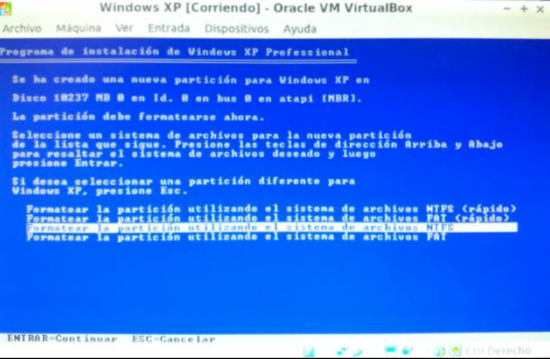 Windows XP [Corriendo] - Oracle VM VirtualBox
Archivo Máquina Ver Entrada Dispositivos Ayuda
Programa de instalación de Windows XP Professional
Se ha creado una nueva partición para Windows XP en
Disco 10237 MB 0 en Id. 0 en bus 0 en atapi [MBR].
La partición debe formatearse ahora.
Seleccione un sistema de archivos para la nueva partición
de la lista que sigue. Presione las teclas de dirección Arriba y Abajo
para resaltar el sistema de archivos deseado y luego
presione Entrar.
Si desea seleccionar una partición diferente para
Windows XP, presione Esc.
Formatear la partición utilizando el sistema de archivos NTFS (rápido)
Formatear la partición utilizando el sistema de archivos FAT (rápido)
Formatear la partición utilizando el sistema de archivos NTFS
Formatear la partición utilizando el sistema de archivos FAT
ENTRAR=Continuar ESC=Cancelar
Ctrl Derecho